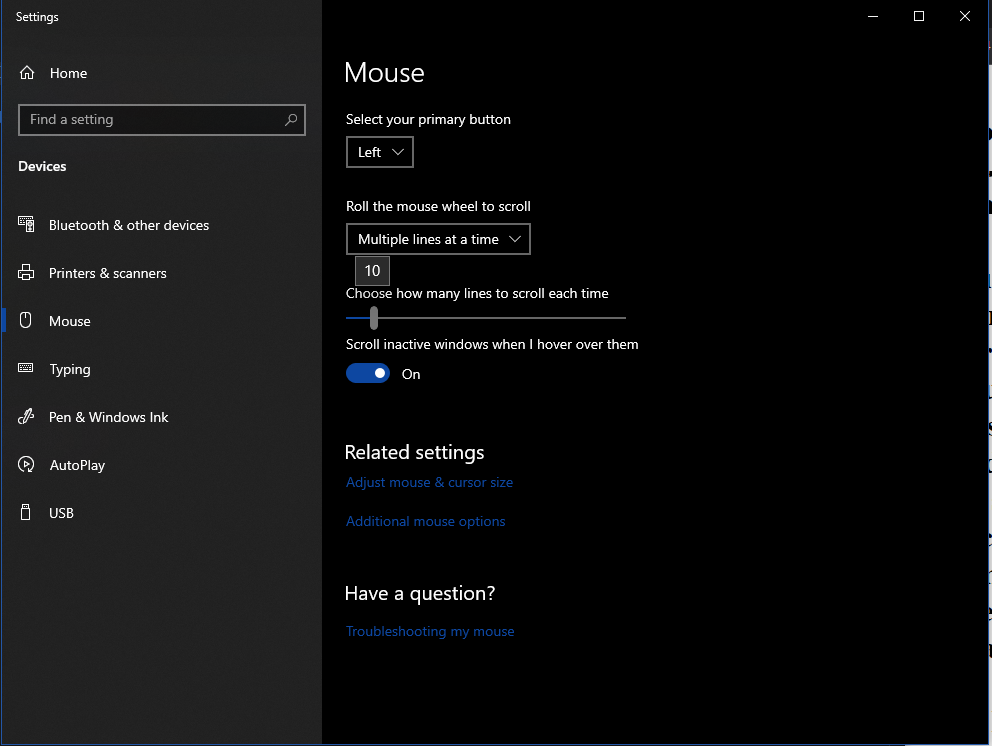 Settings
Home
Find a setting
Devices
Bluetooth & other devices
Printers & scanners
Mouse
Typing
Pen & Windows Ink
AutoPlay
USB
Mouse
Select your primary button
Left
Roll the mouse wheel to scroll
Multiple lines at a time
10
Choose how many lines to scroll each time
Scroll inactive windows when I hover over them
On
Related settings
Adjust mouse & cursor size
Additional mouse options
Have a question?
Troubleshooting my mouse